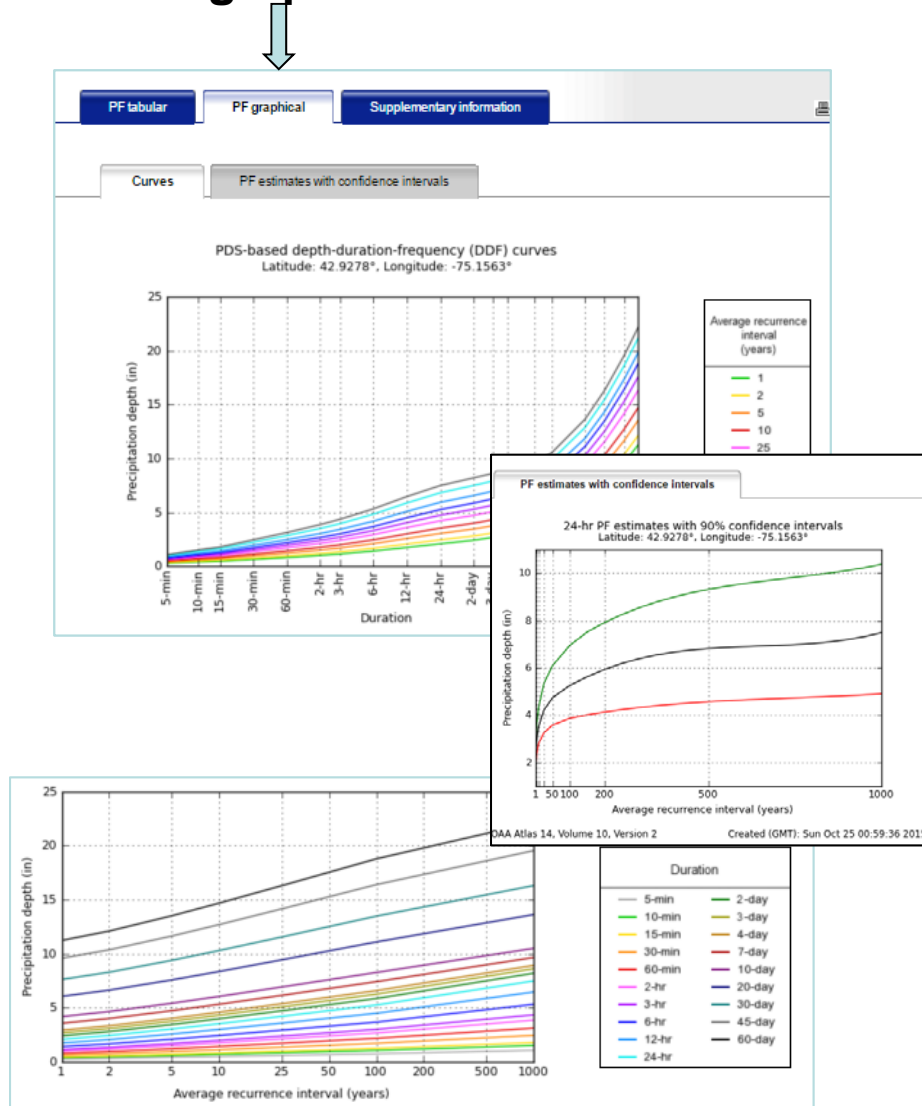 PF tabular
PF graphical
Supplementary information
Curves
PF estimates with confidence intervals
PDS-based depth-duration-frequency (DDF) curves
Latitude: 42.9278°, Longitude: -75.1563°
25
20
15
10
5
0
Precipitation depth (in)
5-min
10-min
15-min
30-min
60-min
2-hr
3-hr
6-hr
12-hr
24-hr
2-day
Duration
Average recurrence
interval
(years)
1
2
5
10
25
PF estimates with confidence intervals
24-hr PF estimates with 90% confidence intervals
Latitude: 42.9278°, Longitude: -75.1563°
10
8
6
4
2
Precipitation depth (in)
1 50 100 200 500 1000
Average recurrence interval (years)
OAA Atlas 14, Volume 10, Version 2 Created (GMT): Sun Oct 25 00:59:36 2015
25
20
15
10
5
0
Precipitation depth (in)
1 2 5 10 25 50 100 200 500 1000
Average recurrence interval (years)
Duration
5-min 2-day
10-min 3-day
15-min 4-day
30-min 7-day
60-min 10-day
2-hr 20-day
3-hr 30-day
6-hr 45-day
12-hr 60-day
24-hr